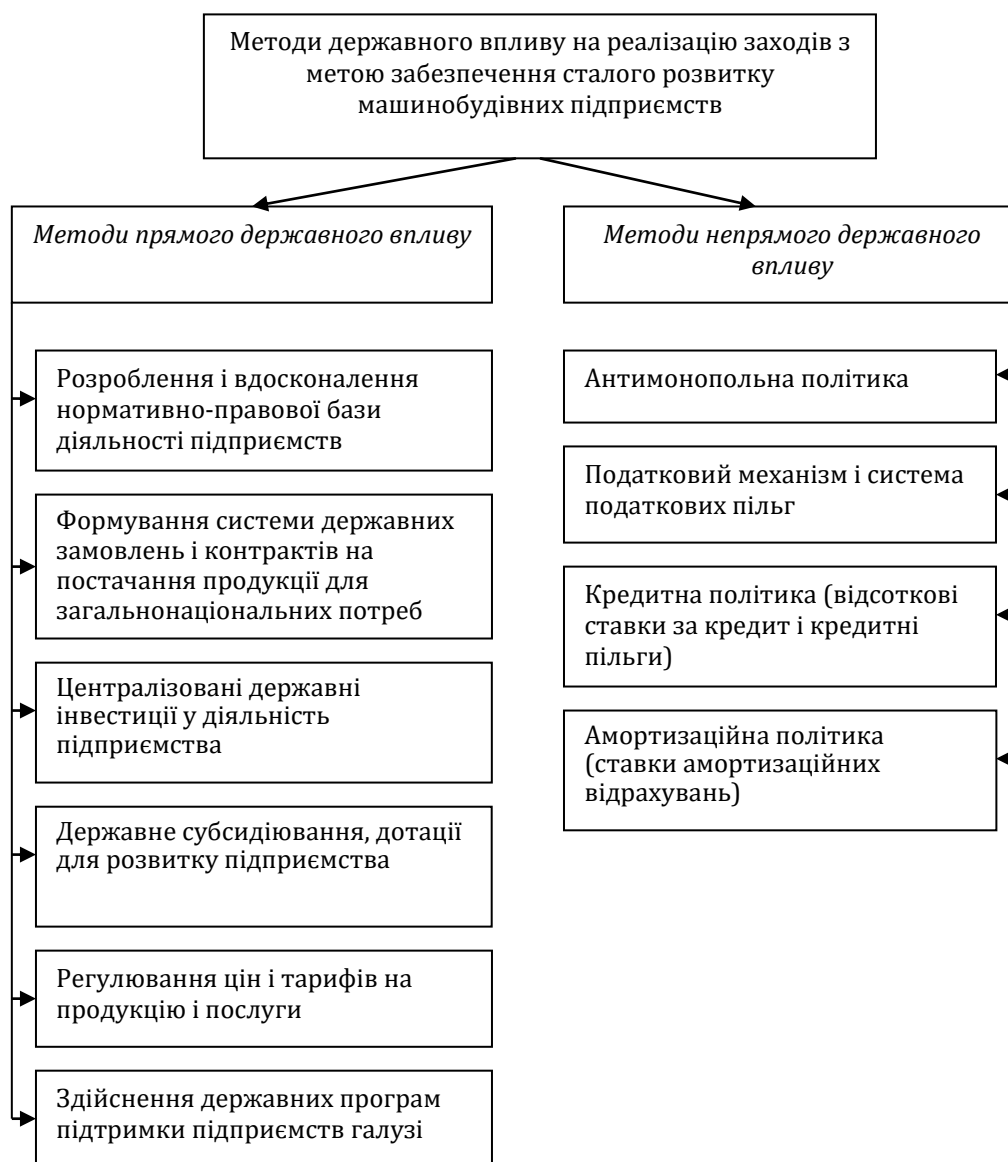 Методи державного впливу на реалізацію заходів з
метою забезпечення сталого розвитку
машинобудівних підприємств
Методи прямого державного впливу
Розроблення і вдосконалення
нормативно-правової бази
діяльності підприємств
Формування системи державних
замовлень і контрактів на
постачання продукції для
загальнонаціональних потреб
Централізовані державні
інвестиції у діяльність
підприємства
Державне субсидіювання, дотації
для розвитку підприємства
Регулювання цін і тарифів на
продукцію і послуги
Здійснення державних програм
підтримки підприємств галузі
Методи непрямого державного
впливу
Антимонопольна політика
Податковий механізм і система
податкових пільг
Кредитна політика (відсоткові
ставки за кредит і кредитні
пільги)
Амортизаційна політика
(ставки амортизаційних
відрахувань)